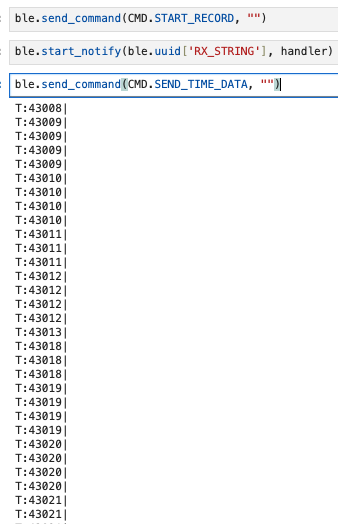 ble.send_command(CMD.START_RECORD, "")
ble.start_notify(ble.uuid['RX_STRING'], handler)
ble.send_command(CMD.SEND_TIME_DATA, "")
T:43008|
T:43009|
T:43009|
T:43009|
T:43009|
T:43010|
T:43010|
T:43010|
T:43010|
T:43011|
T:43011|
T:43011|
T:43012|
T:43012|
T:43012|
T:43012|
T:43013|
T:43018|
T:43018|
T:43018|
T:43019|
T:43019|
T:43019|
T:43019|
T:43020|
T:43020|
T:43020|
T:43020|
T:43021|
T:43021|